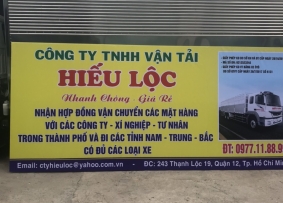 CÔNG TY TNHH VẬN TẢI
HIẾU LỘC
Nhanh Chóng - Giá Rẻ
NHẬN HỢP ĐỒNG VẬN CHUYỂN CÁC MẶT HÀNG
VỚI CÁC CÔNG TY - XÍ NGHIỆP - TƯ NHÂN
TRONG THÀNH PHỐ VÀ ĐI CÁC TỈNH NAM - TRUNG - BẮC
CÓ ĐỦ CÁC LOẠI XE
ĐT: 0977.11.88.9
Email: ctyhieuloc@yahoo.com.vn - ĐC: 243 Thạnh Lộc 19, Quận 12, Tp. Hồ Chí Min